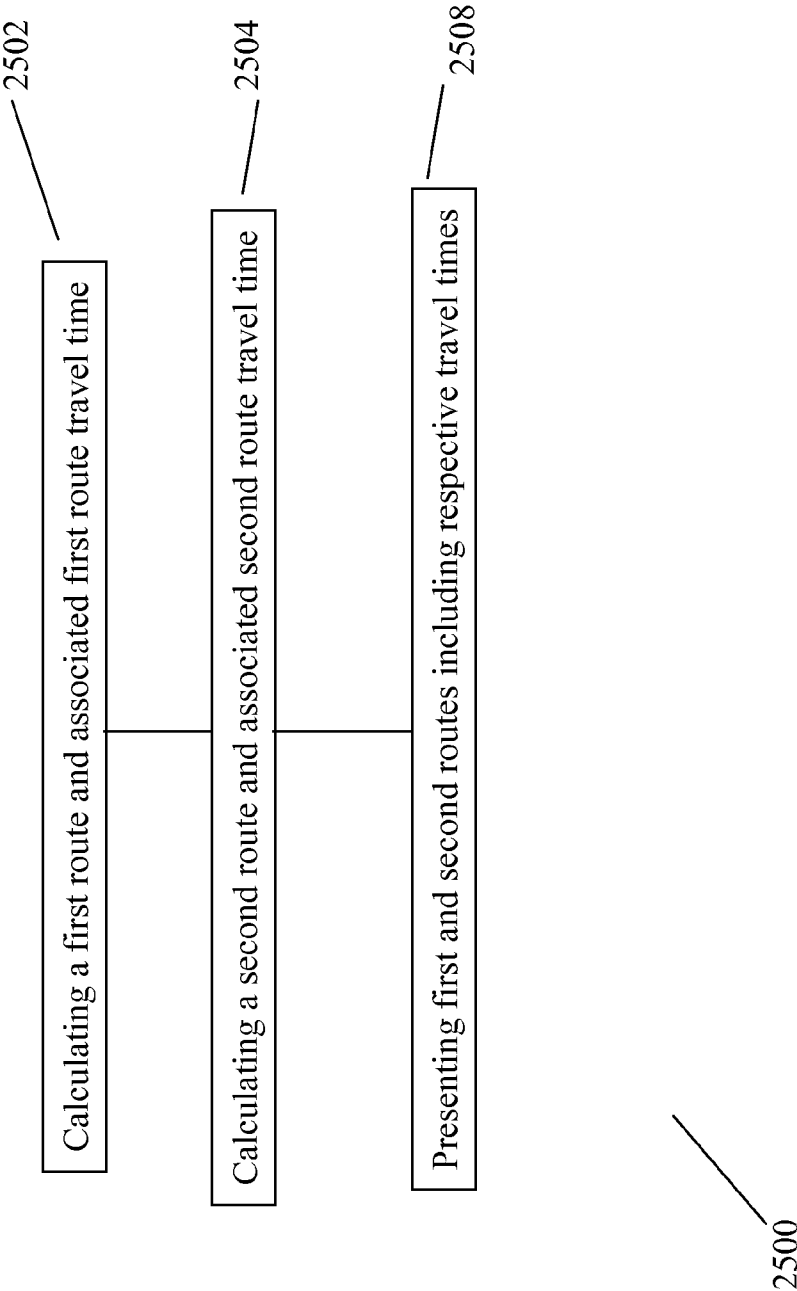 2502
Calculating a first route and associated first route travel time
2504
Calculating a second route and associated second route travel time
2508
Presenting first and second routes including respective travel times
2500